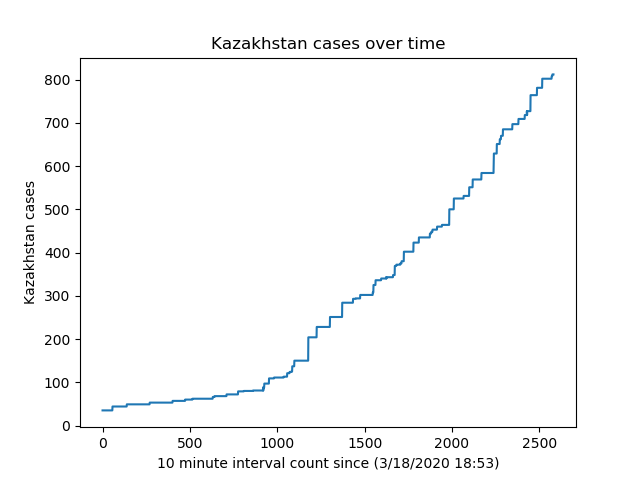 Kazakhstan cases over time
Kazakhstan cases
800
700
600
500
400
300
200
100
0
0 500 1000 1500 2000 2500
10 minute interval count since (3/18/2020 18:53)